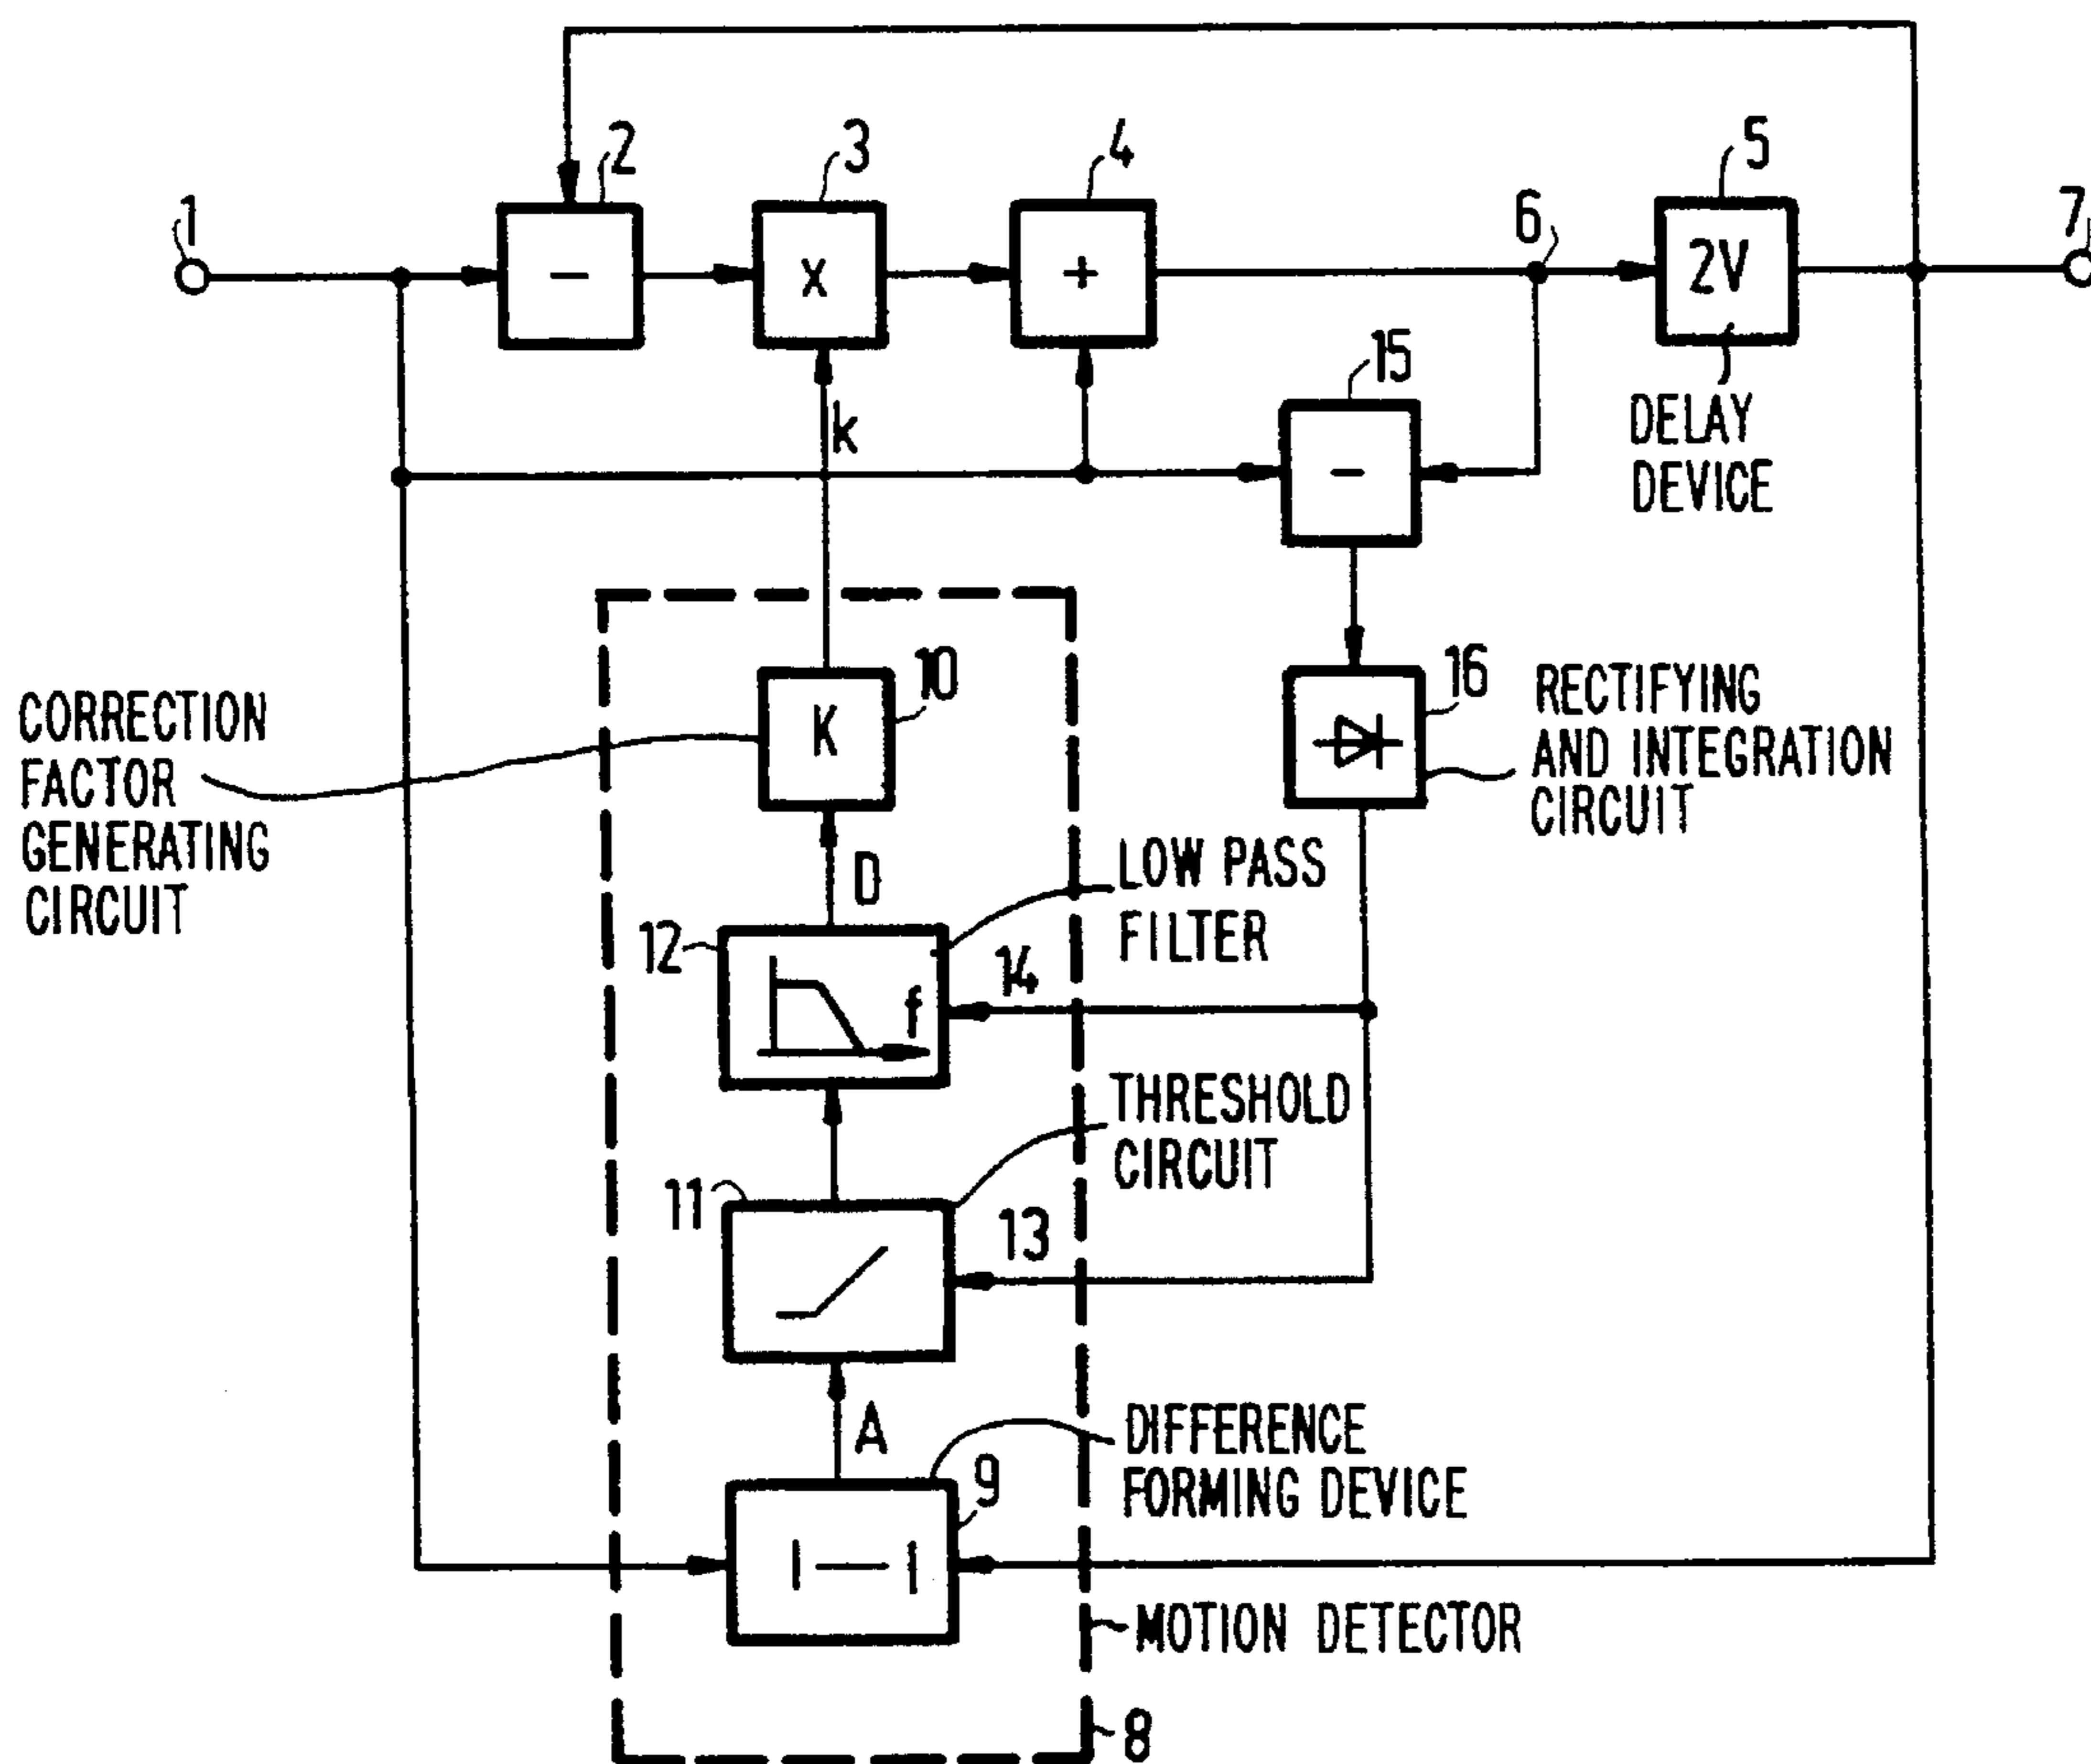 1
2
3
4
5
6
7
−
X
+
2V
15
−
k
DELAY
DEVICE
10
K
16
CORRECTION
FACTOR
GENERATING
CIRCUIT
RECTIFYING
AND INTEGRATION
CIRCUIT
D
LOW PASS
FILTER
12
f
14
THRESHOLD
CIRCUIT
11
13
A
DIFFERENCE
FORMING DEVICE
9
|—|
MOTION DETECTOR
8